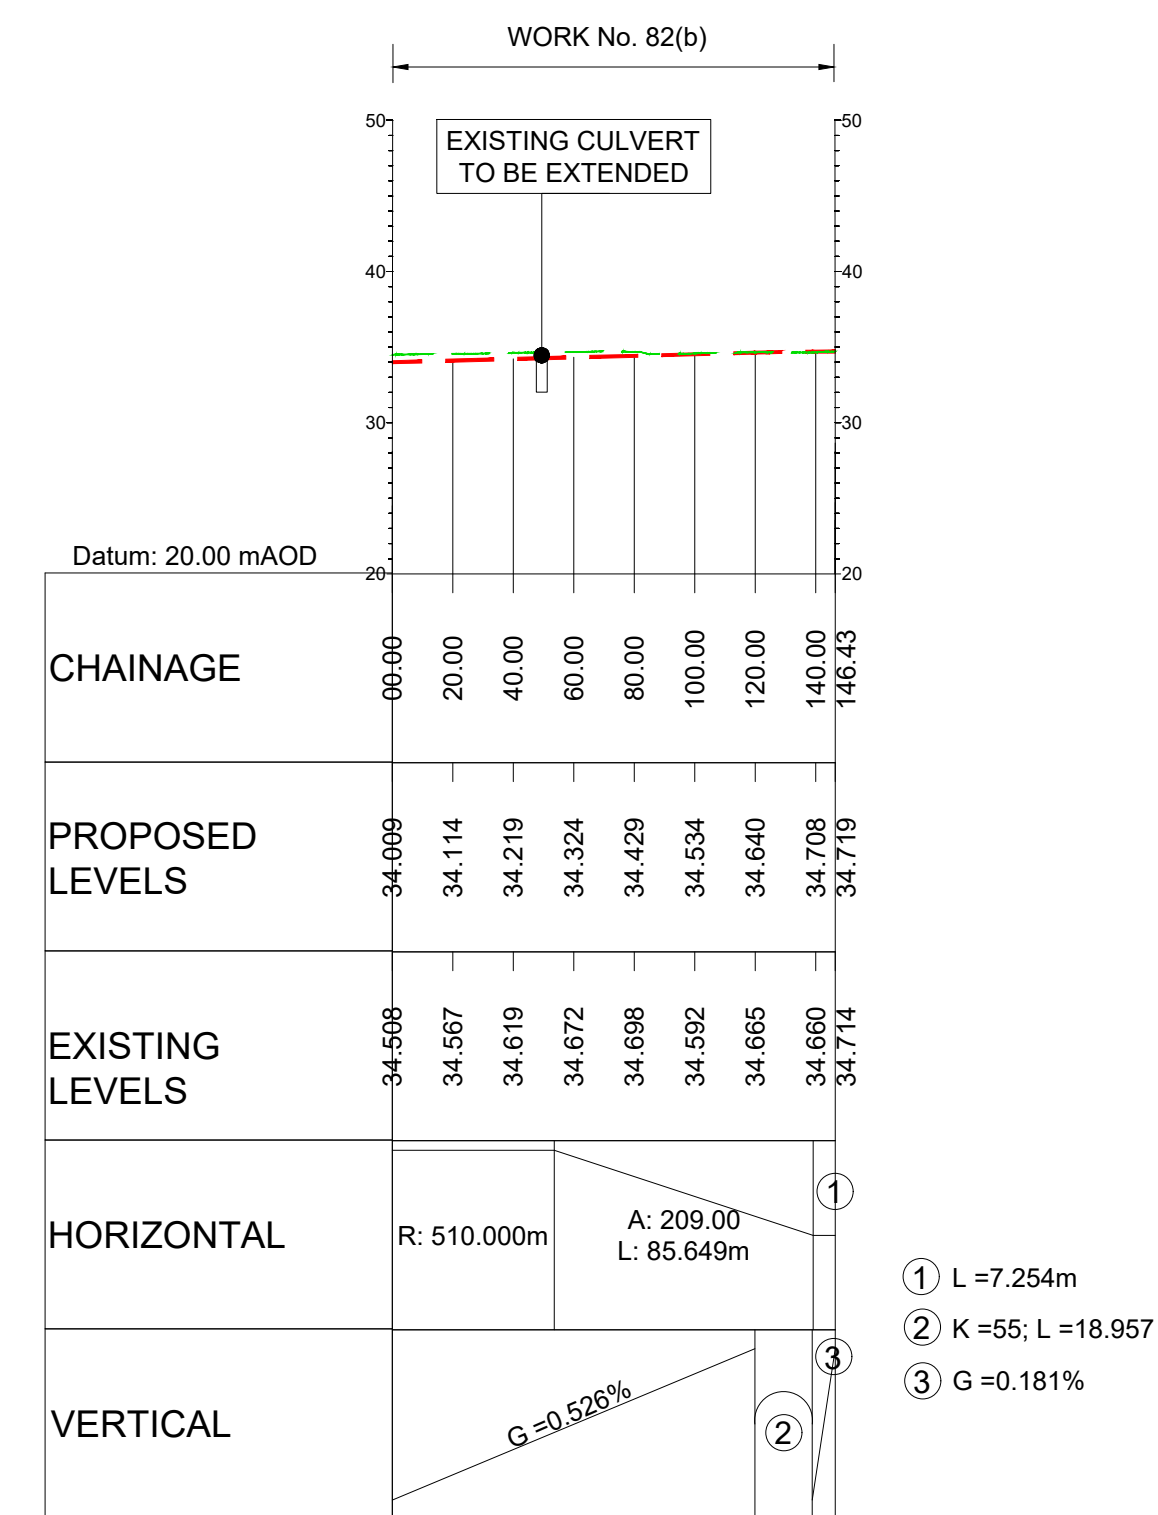 WORK No. 82(b)
50
50
EXISTING CULVERT
TO BE EXTENDED
40
40
30
30
Datum: 20.00 mAOD
20
20
CHAINAGE
00.00
20.00
40.00
60.00
80.00
100.00
120.00
140.00
146.43
PROPOSED
LEVELS
34.009
34.114
34.219
34.324
34.429
34.534
34.640
34.708
34.719
EXISTING
LEVELS
34.508
34.567
34.619
34.672
34.698
34.592
34.665
34.660
34.714
HORIZONTAL
R: 510.000m
A: 209.00
L: 85.649m
1
1 L =7.254m
2 K =55; L =18.957
3 G =0.181%
VERTICAL
G =0.526%
2
3